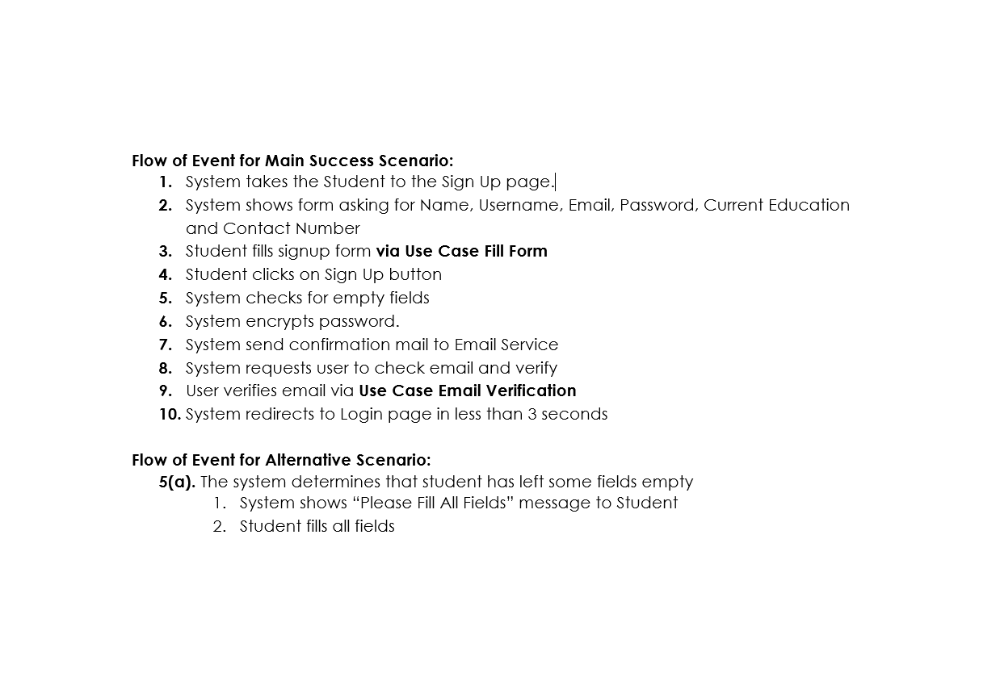 Flow of Event for Main Success Scenario:
1. System takes the Student to the Sign Up page.
2. System shows form asking for Name, Username, Email, Password, Current Education
and Contact Number
3. Student fills signup form via Use Case Fill Form
4. Student clicks on Sign Up button
5. System checks for empty fields
6. System encrypts password.
7. System send confirmation mail to Email Service
8. System requests user to check email and verify
9. User verifies email via Use Case Email Verification
10. System redirects to Login page in less than 3 seconds
Flow of Event for Alternative Scenario:
5(a). The system determines that student has left some fields empty
1. System shows “Please Fill All Fields” message to Student
2. Student fills all fields